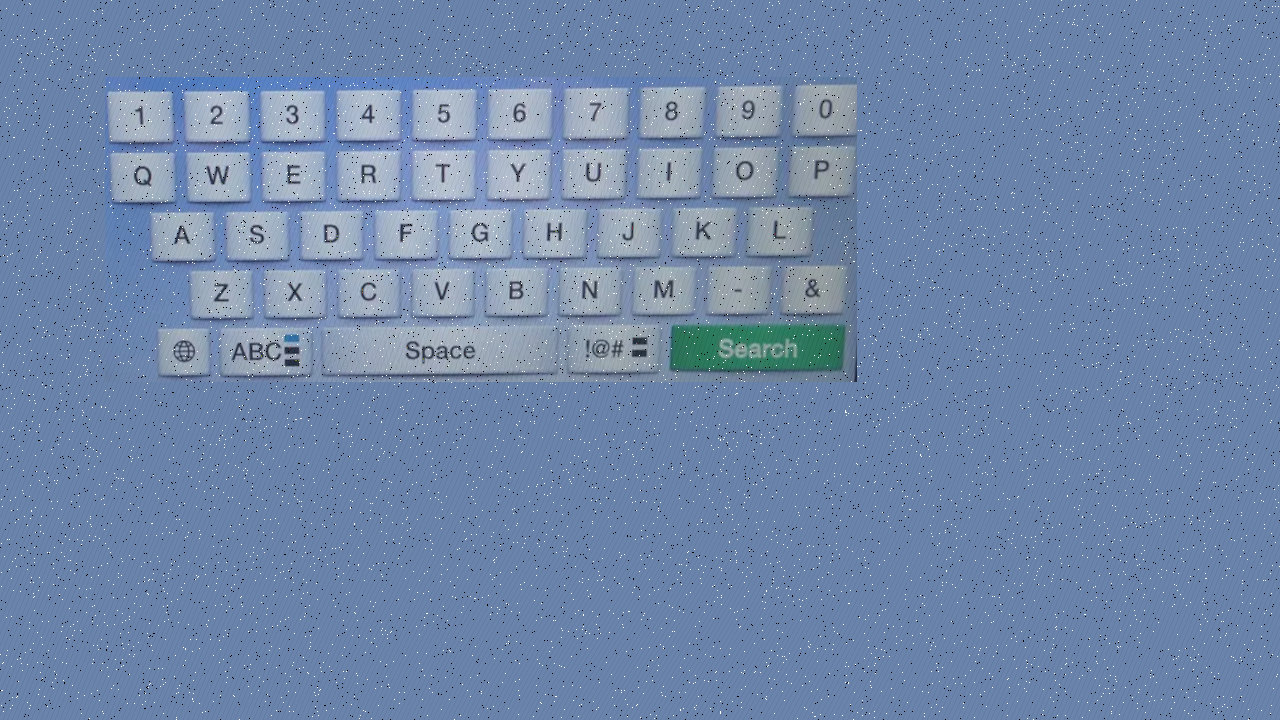 1 2 3 4 5 6 7 8 9 0
Q W E R T Y U I O P
A S D F G H J K L
Z X C V B N M - &
ABC Space !@# Search